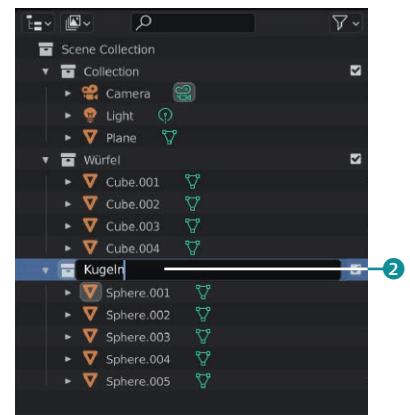 Scene Collection
Collection
Camera
Light
Plane
Würfel
Cube.001
Cube.002
Cube.003
Cube.004
Kugeln
2
Sphere.001
Sphere.002
Sphere.003
Sphere.004
Sphere.005